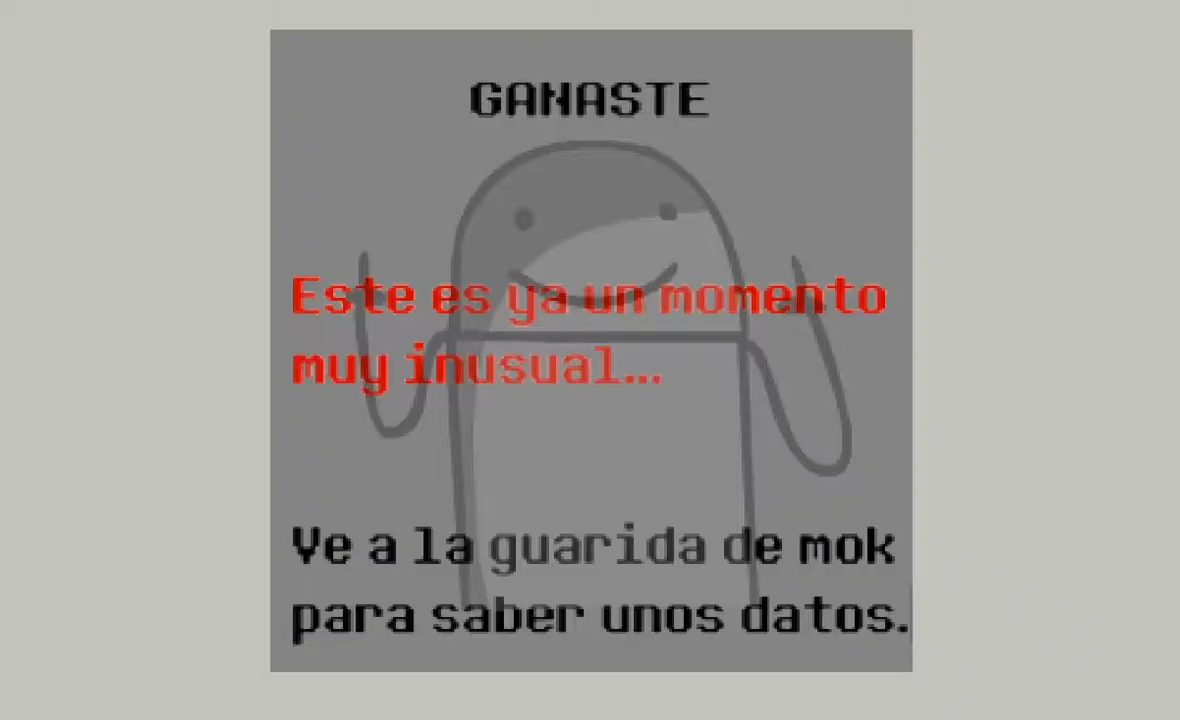 GANASTE
Este es ya un momento
muy inusual...
Ve a la guarida de mok
para saber unos datos.